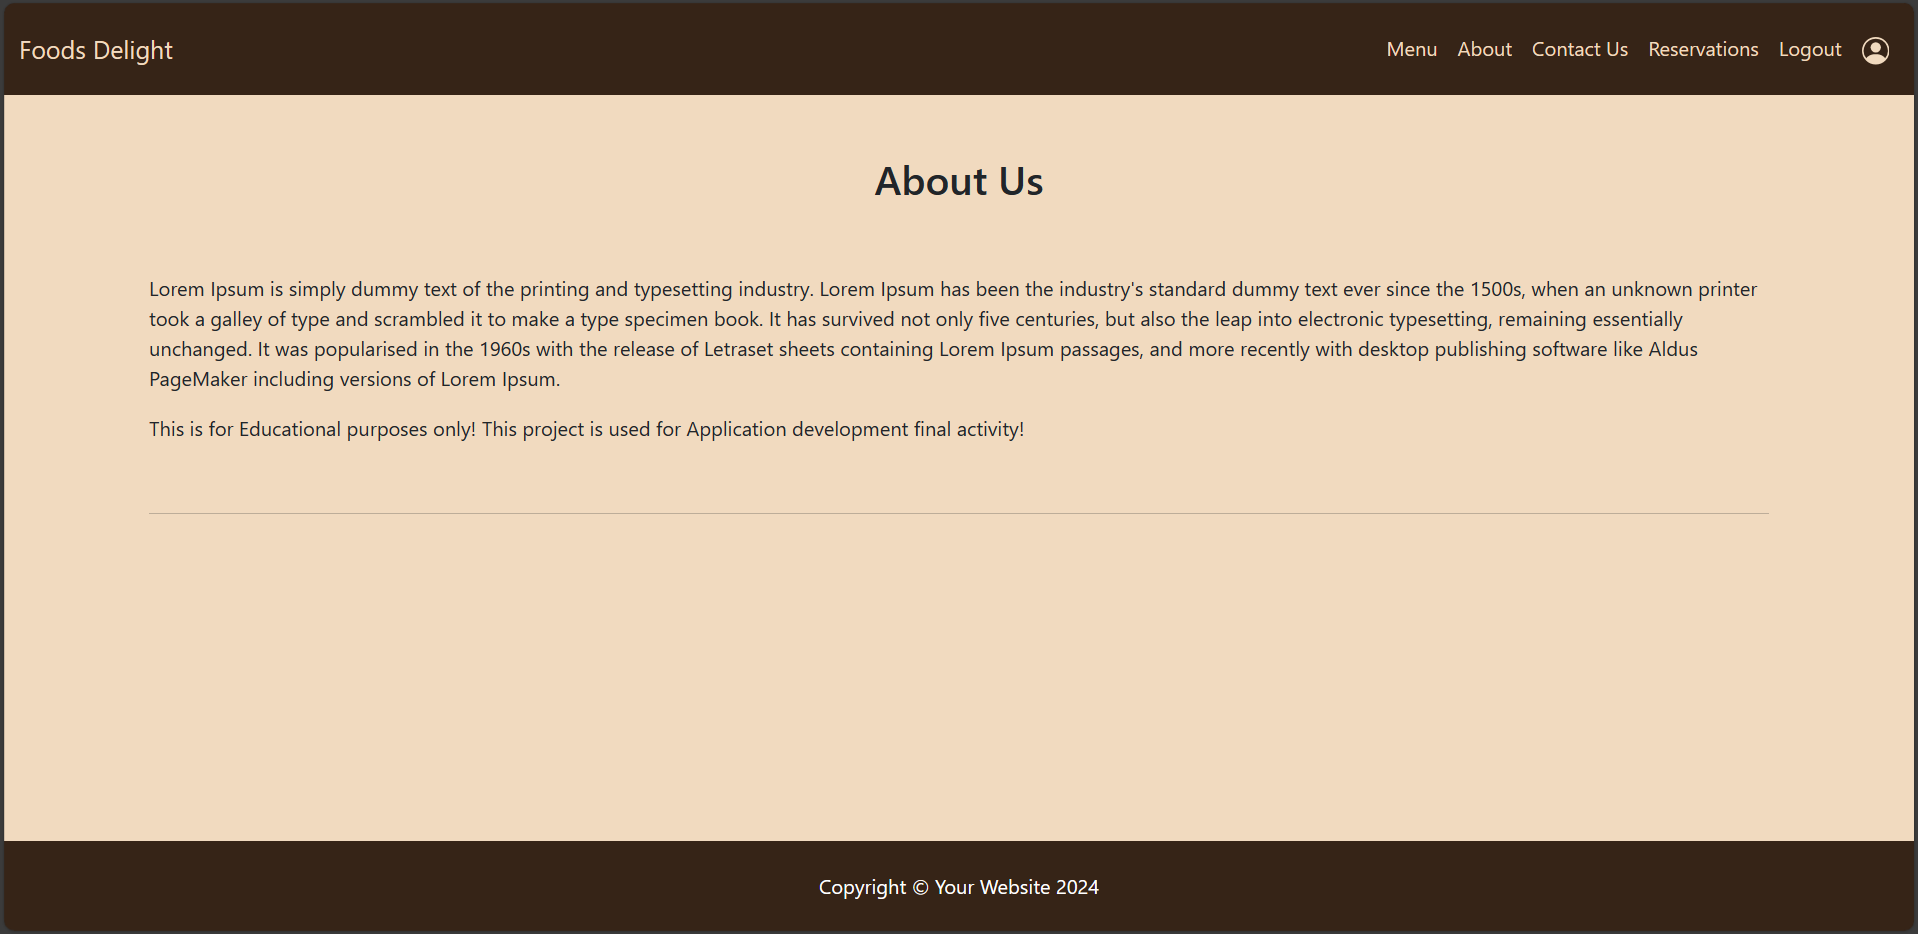 Foods Delight
Menu About Contact Us Reservations Logout
About Us
Lorem Ipsum is simply dummy text of the printing and typesetting industry. Lorem Ipsum has been the industry's standard dummy text ever since the 1500s, when an unknown printer
took a galley of type and scrambled it to make a type specimen book. It has survived not only five centuries, but also the leap into electronic typesetting, remaining essentially
unchanged. It was popularised in the 1960s with the release of Letraset sheets containing Lorem Ipsum passages, and more recently with desktop publishing software like Aldus
PageMaker including versions of Lorem Ipsum.
This is for Educational purposes only! This project is used for Application development final activity!
Copyright © Your Website 2024